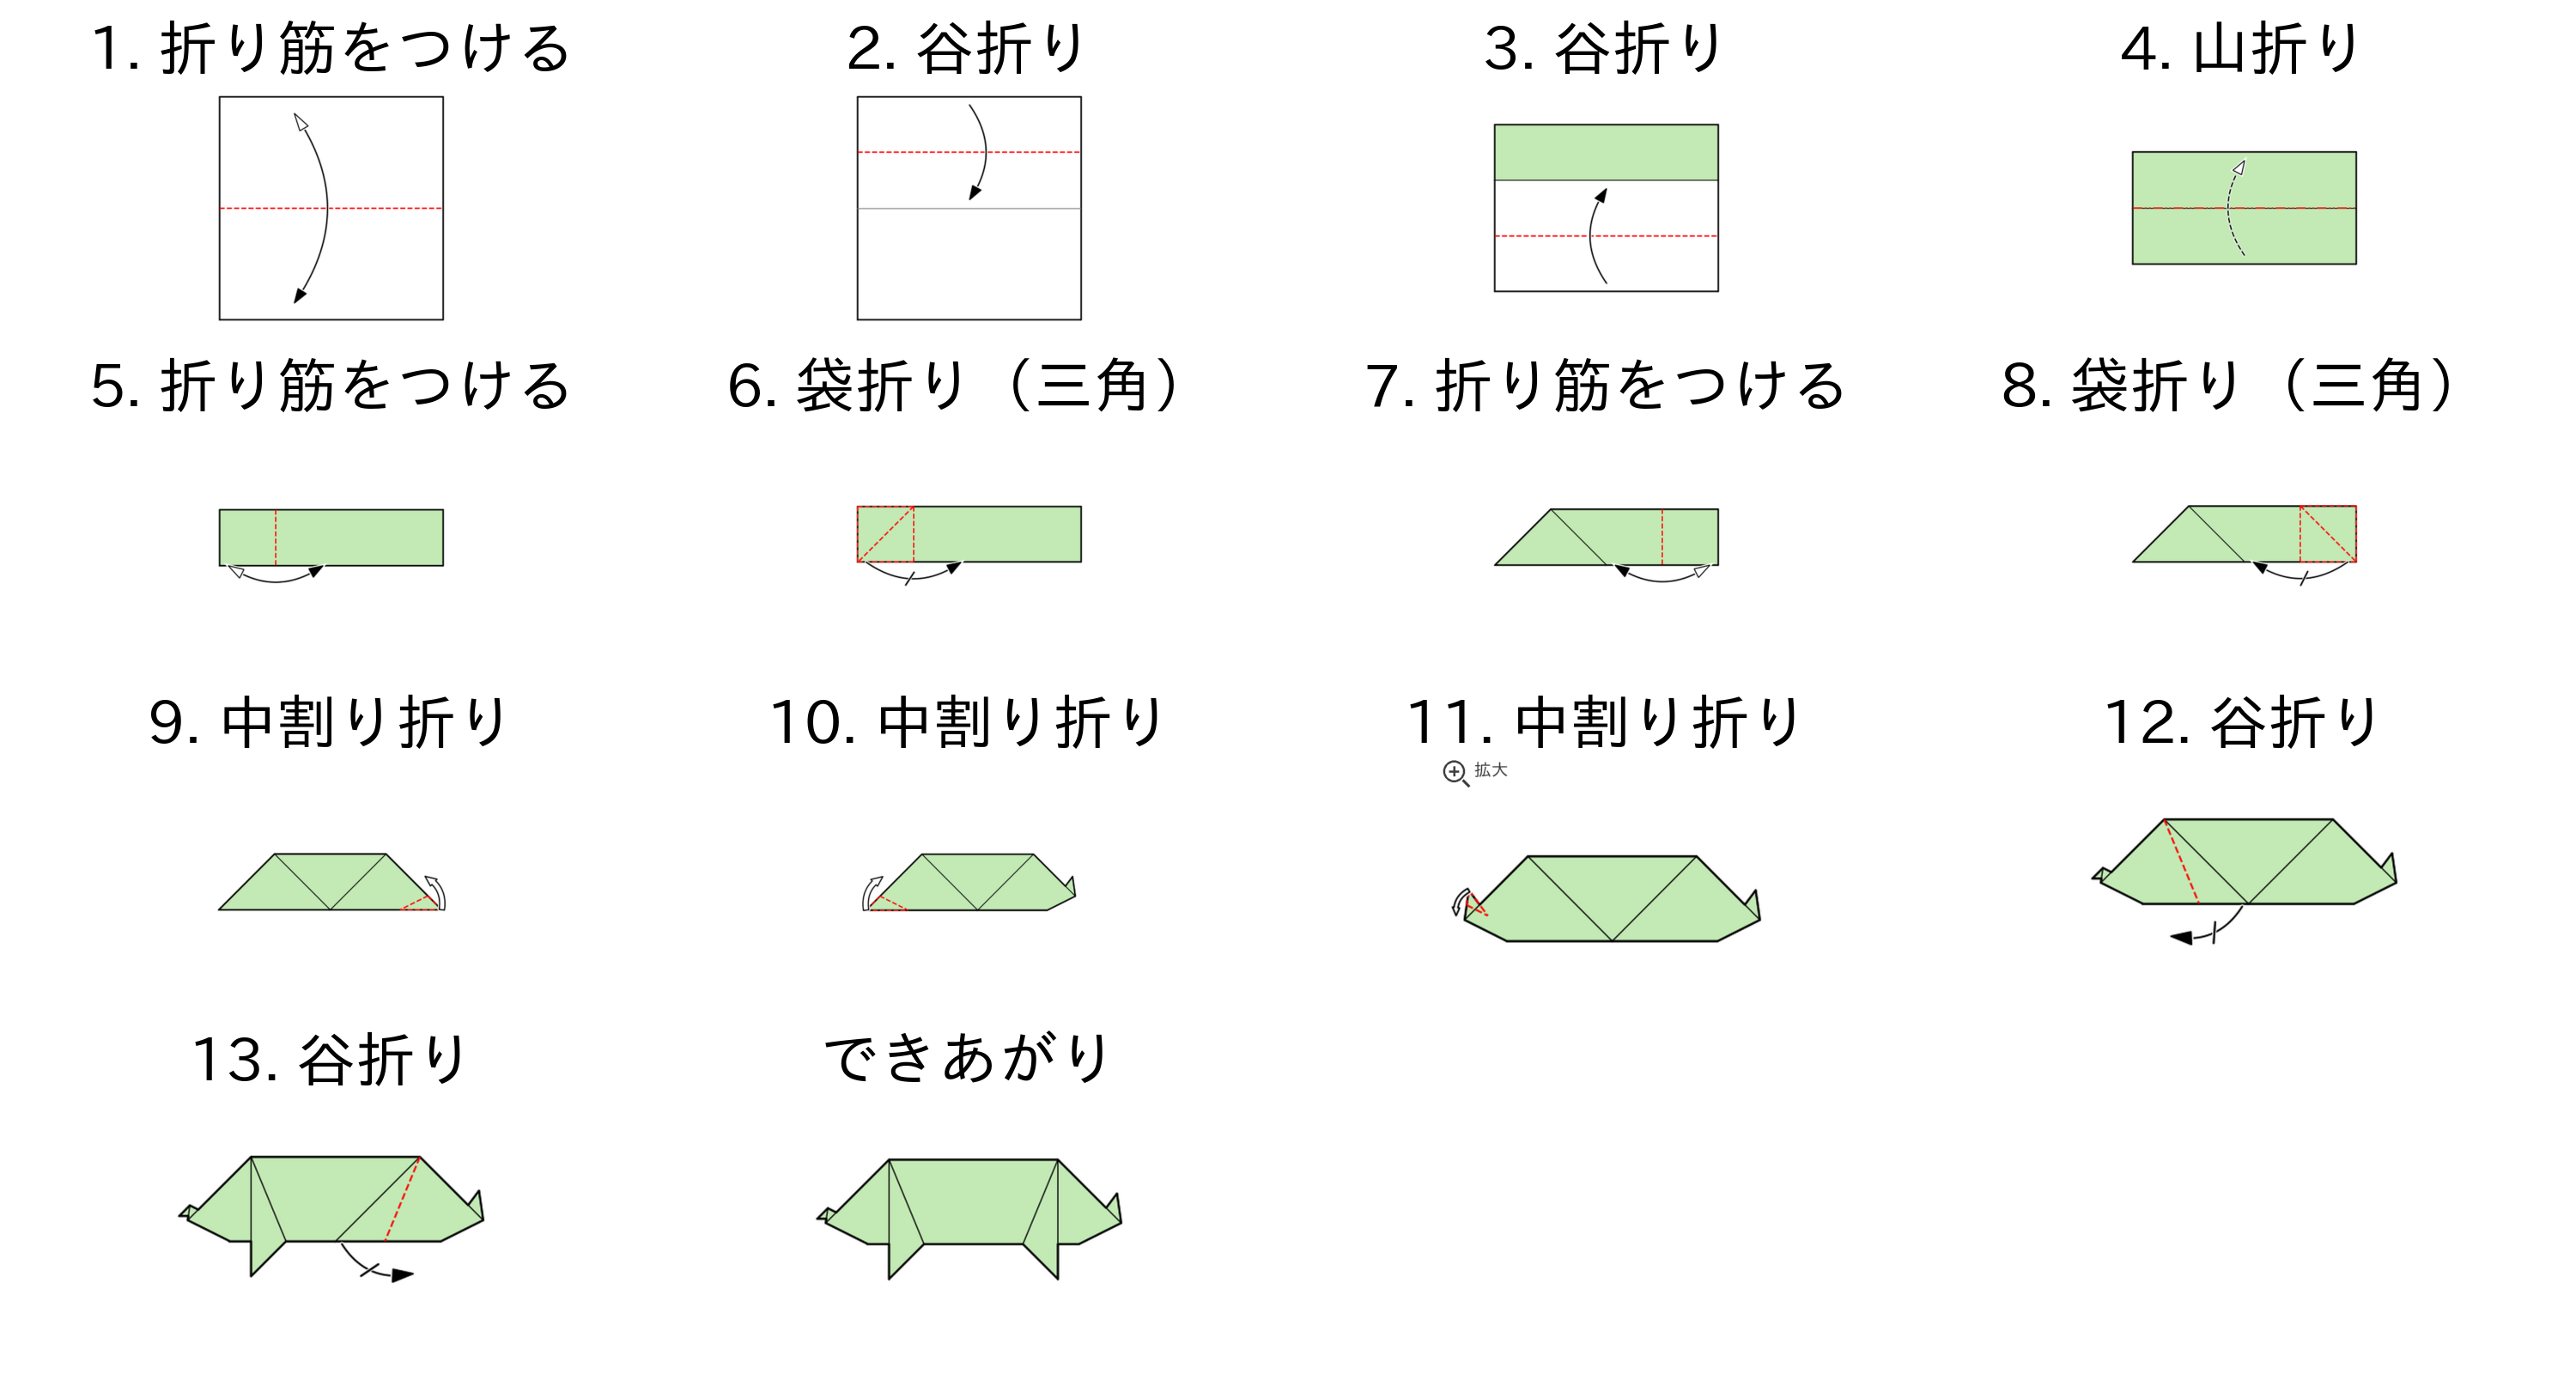 1. 折り筋をつける
2. 谷折り
3. 谷折り
4. 山折り
5. 折り筋をつける
6. 袋折り（三角）
7. 折り筋をつける
8. 袋折り（三角）
9. 中割り折り
10. 中割り折り
11. 中割り折り
拡大
12. 谷折り
13. 谷折り
できあがり